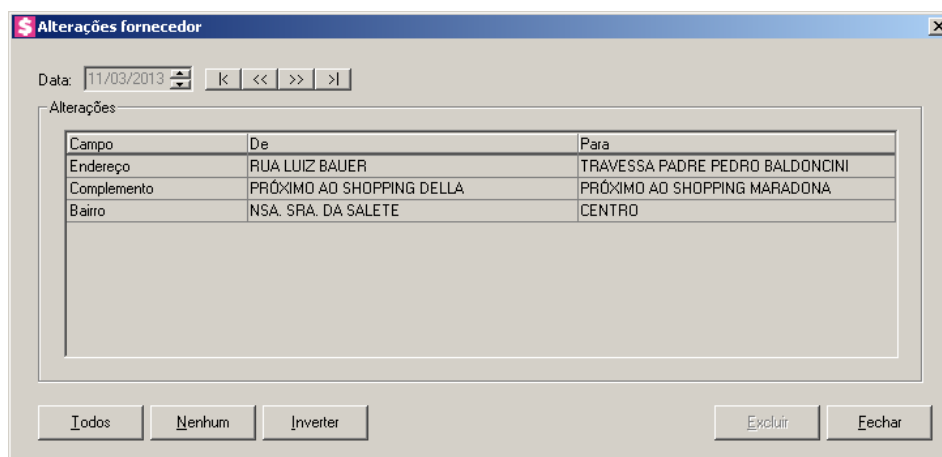 $ Alterações fornecedor
Data: 11/03/2013 |< << >> >|
Alterações
Campo De Para
Endereço RUA LUIZ BAUER TRAVESSA PADRE PEDRO BALDONCINI
Complemento PRÓXIMO AO SHOPPING DELLA PRÓXIMO AO SHOPPING MARADONA
Bairro NSA. SRA. DA SALETE CENTRO
Todos Nenhum Inverter Excluir Fechar